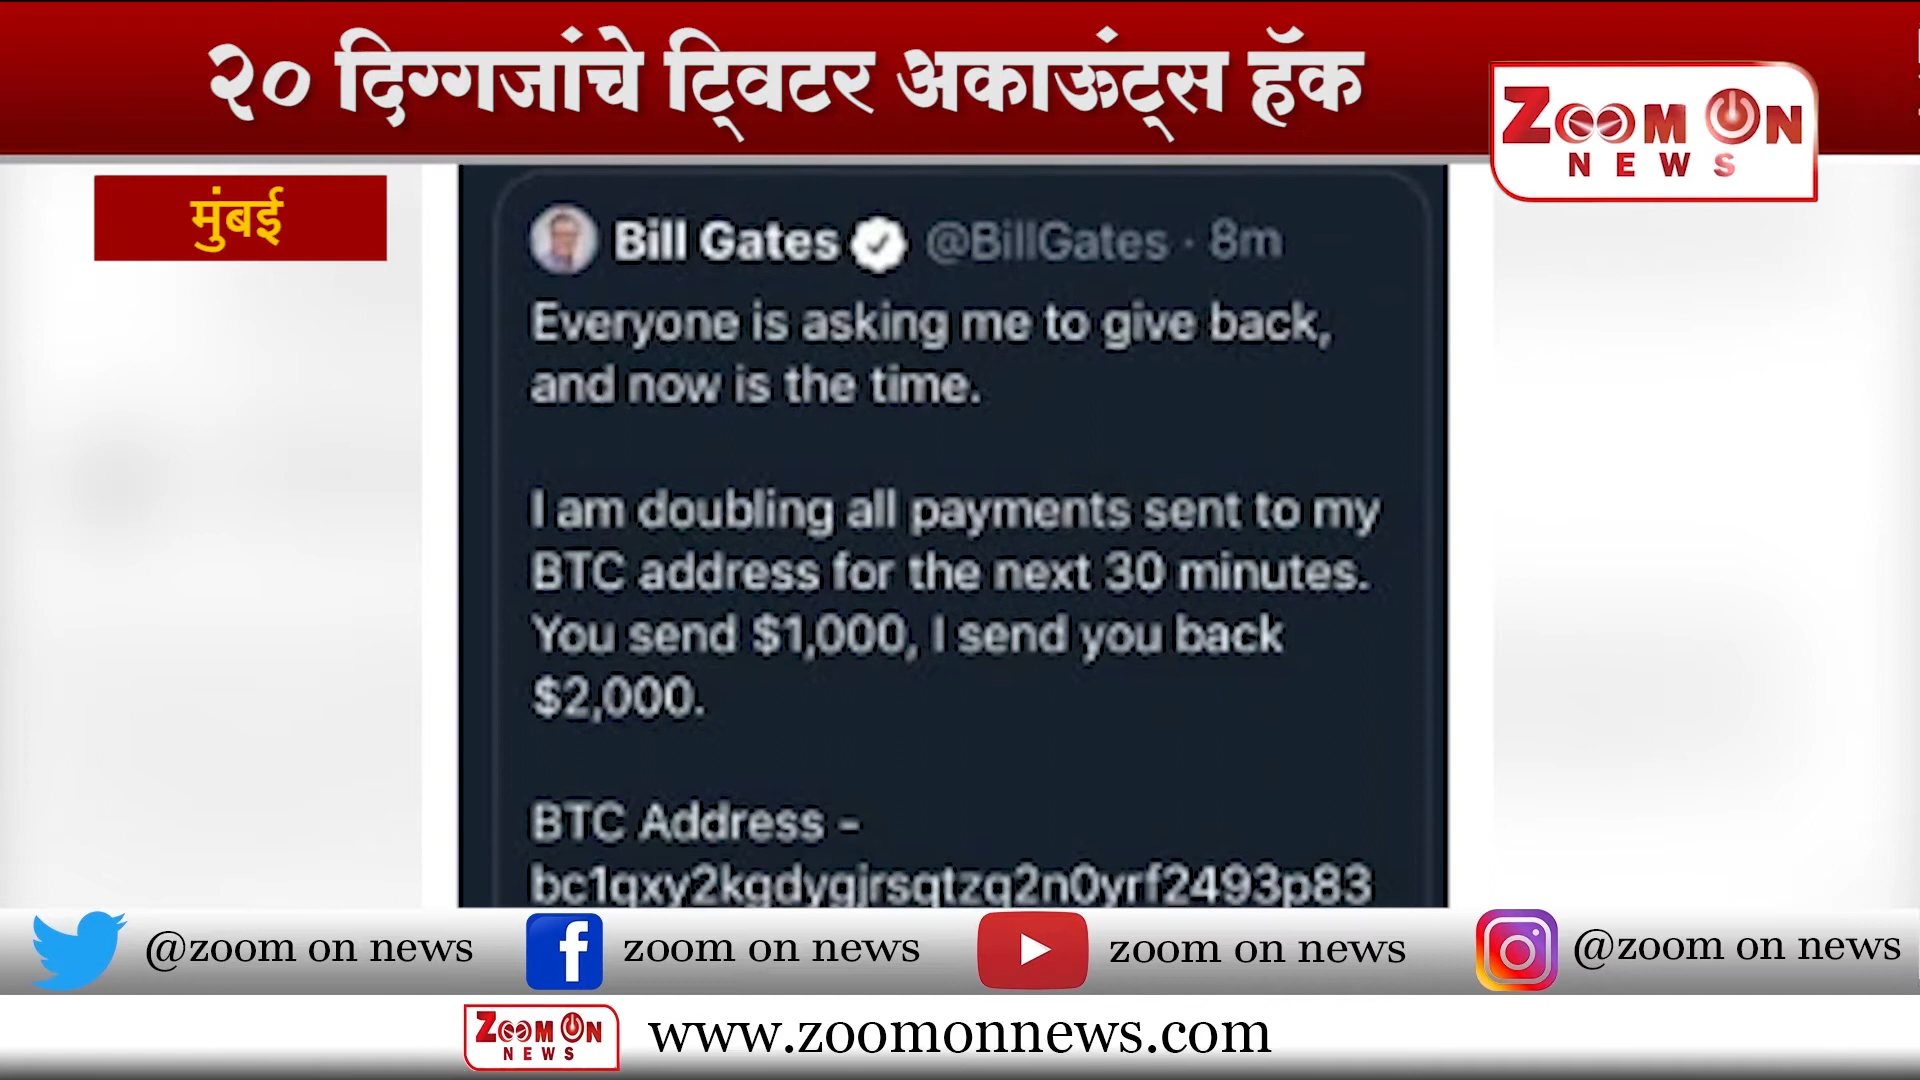 २० दिग्गजांचे ट्विटर अकाऊंट्स हॅक
ZOOM ON
NEWS
मुंबई
Bill Gates @BillGates · 8m
Everyone is asking me to give back,
and now is the time.
I am doubling all payments sent to my
BTC address for the next 30 minutes.
You send $1,000, I send you back
$2,000.
BTC Address -
bc1qxy2kgdygjrsqtzq2n0yrf2493p83
@zoom on news
zoom on news
zoom on news
@zoom on news
ZOOM ON
NEWS
www.zoomonnews.com